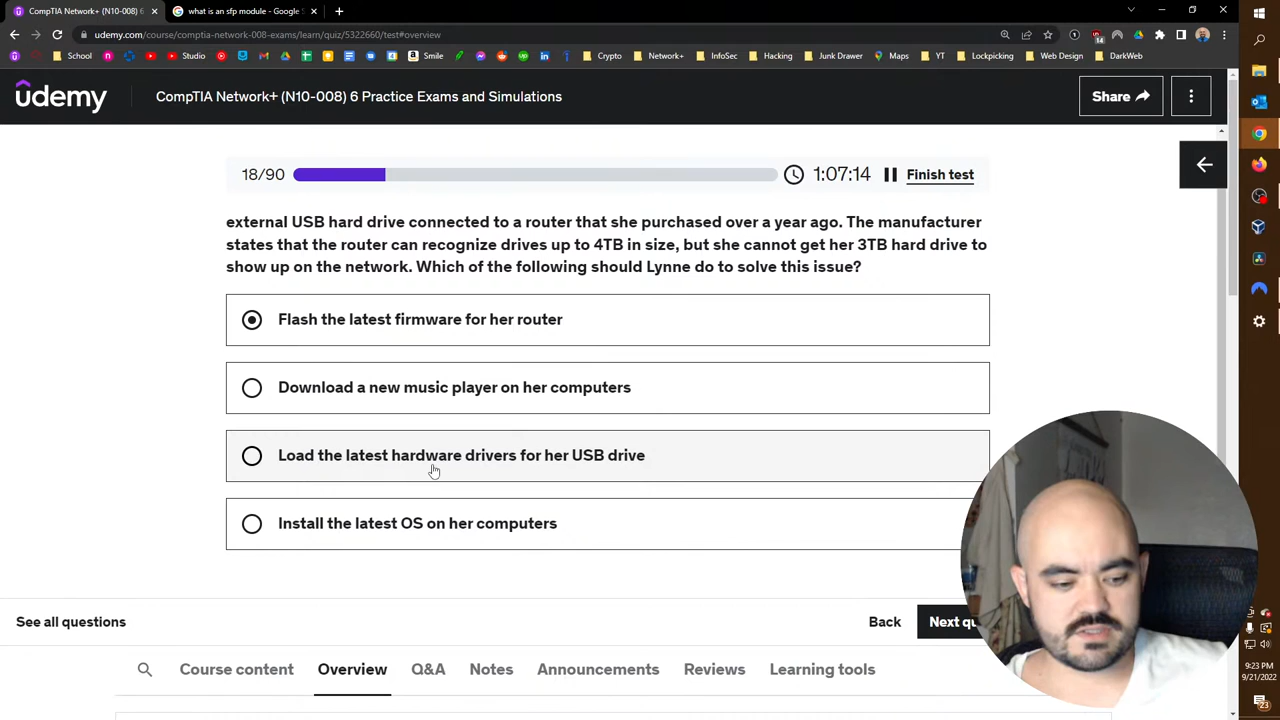 CompTIA Network+ (N10-008) 6 P
what is an sfp module - Google S
udemy.com/course/comptia-network-008-exams/learn/quiz/5322660/test#overview
School
Studio
Smile
Crypto
Network+
InfoSec
Hacking
Junk Drawer
Maps
YT
Lockpicking
Web Design
DarkWeb
udemy
CompTIA Network+ (N10-008) 6 Practice Exams and Simulations
Share
18/90
1:07:14
Finish test
external USB hard drive connected to a router that she purchased over a year ago. The manufacturer
states that the router can recognize drives up to 4TB in size, but she cannot get her 3TB hard drive to
show up on the network. Which of the following should Lynne do to solve this issue?
Flash the latest firmware for her router
Download a new music player on her computers
Load the latest hardware drivers for her USB drive
Install the latest OS on her computers
See all questions
Back
Next qu
Course content
Overview
Q&A
Notes
Announcements
Reviews
Learning tools
9:23 PM
9/21/2022
23